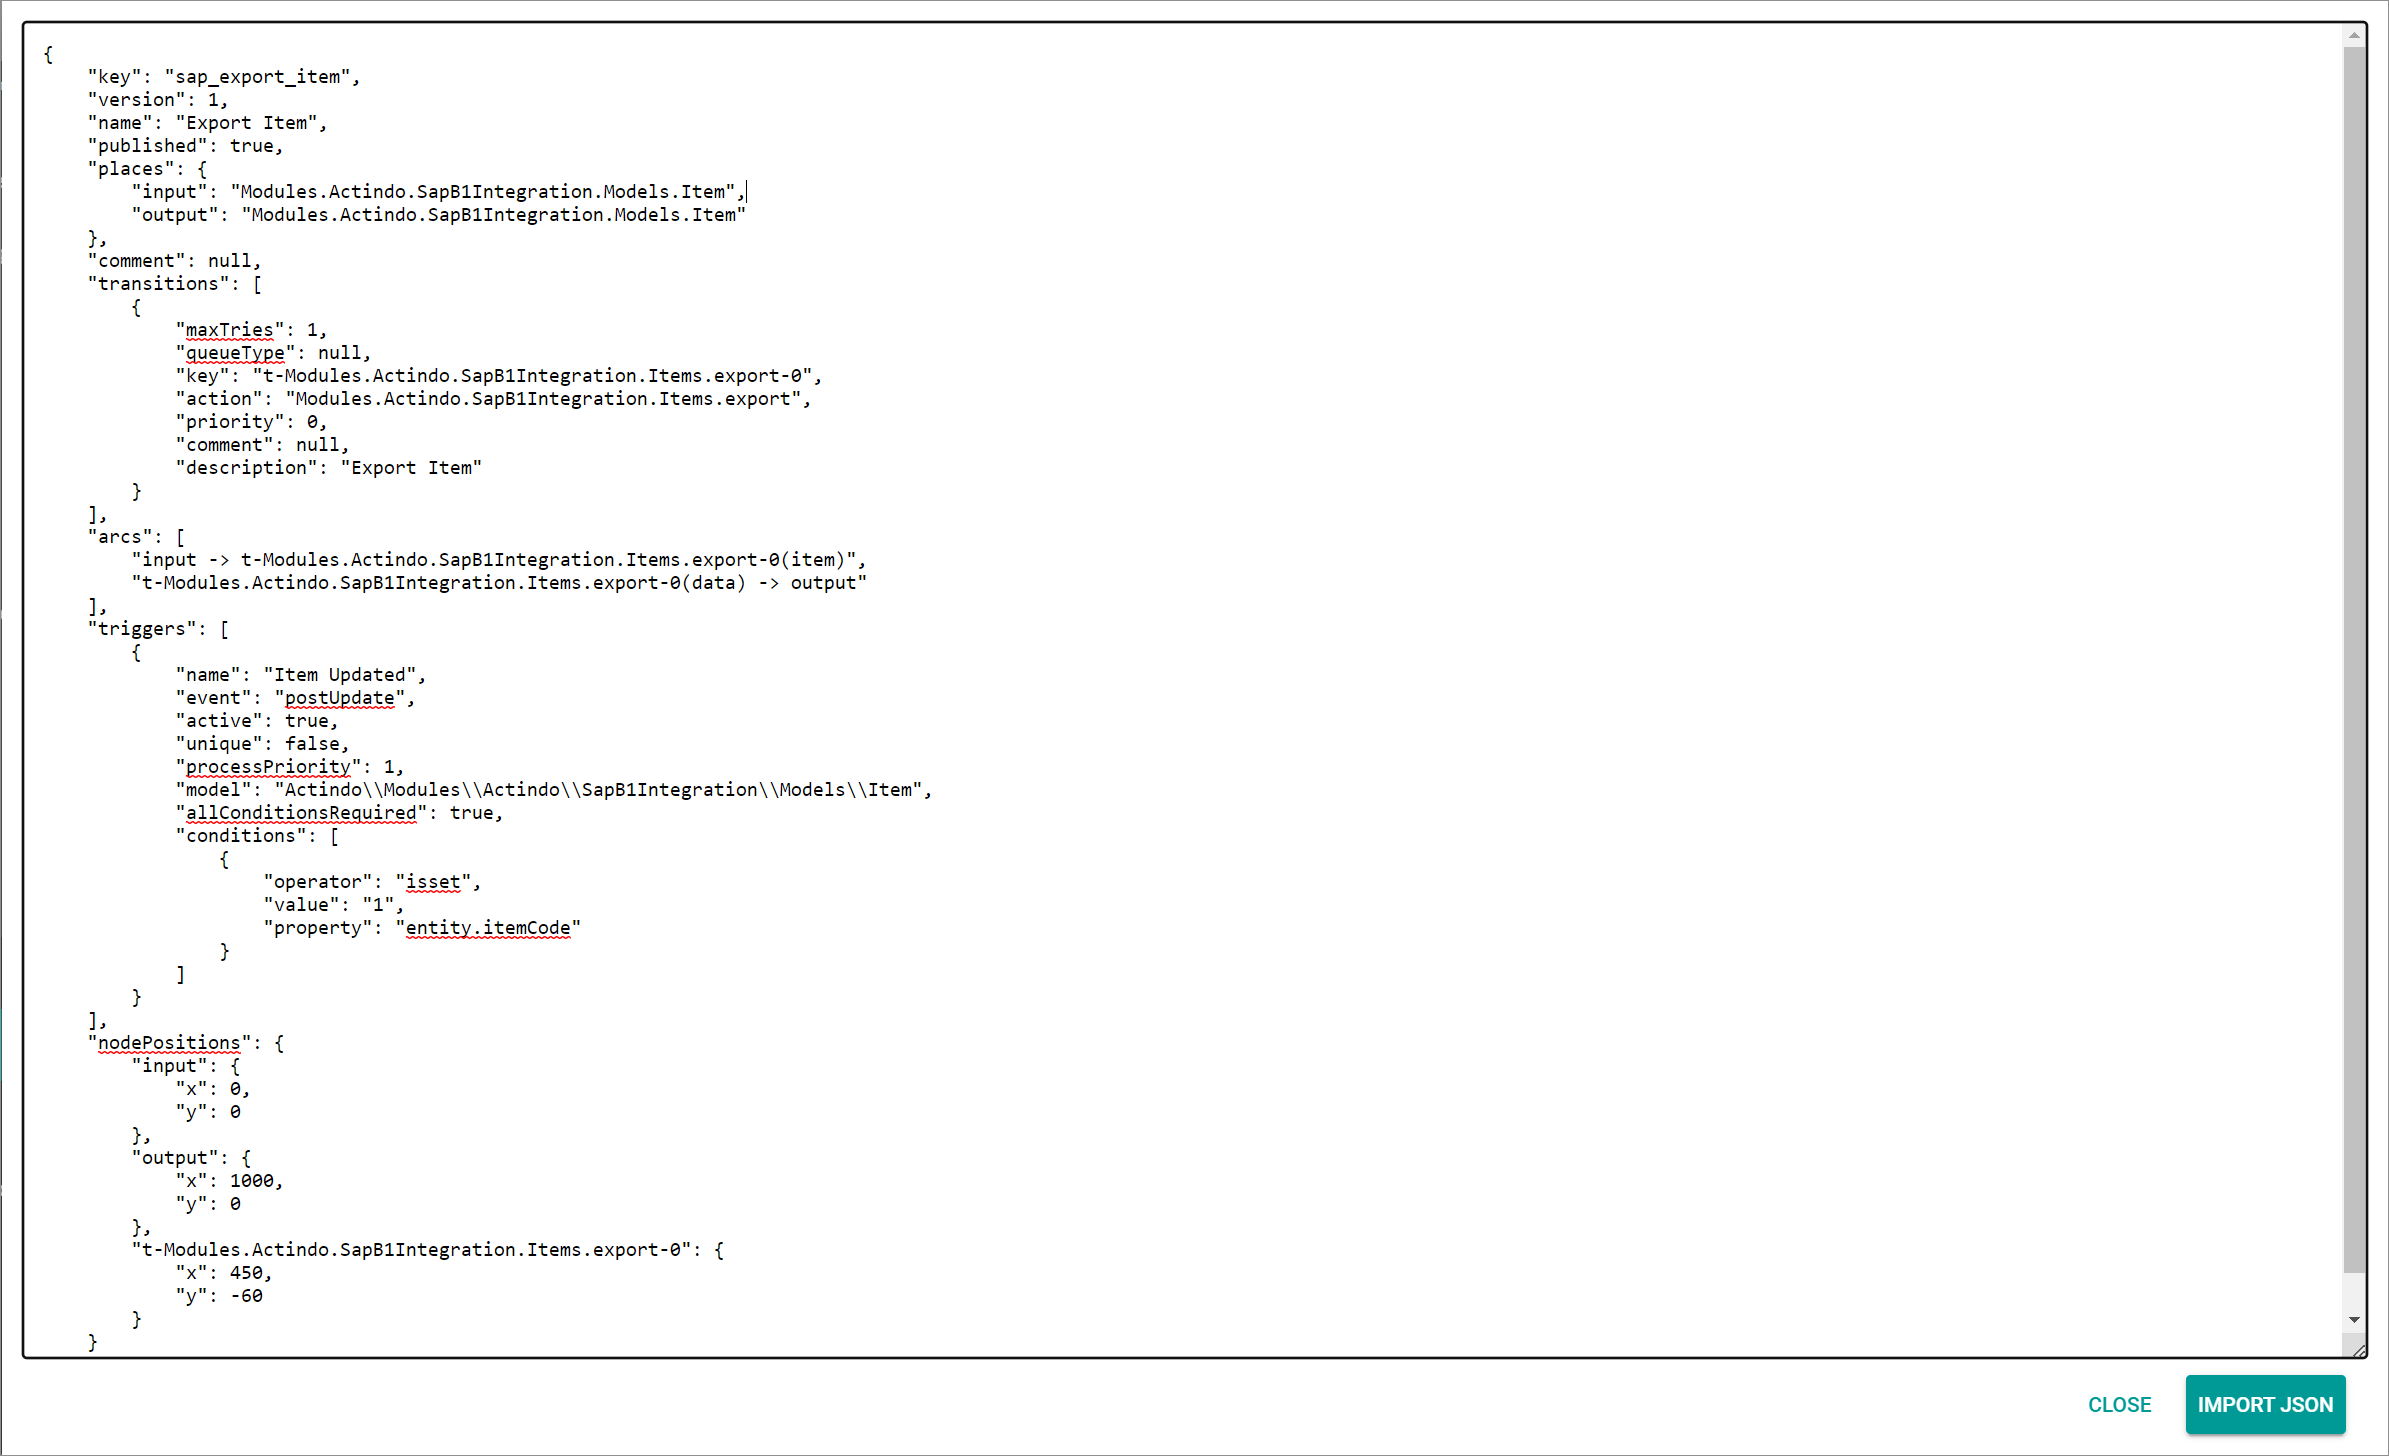 {
    "key": "sap_export_item",
    "version": 1,
    "name": "Export Item",
    "published": true,
    "places": {
        "input": "Modules.Actindo.SapB1Integration.Models.Item",
        "output": "Modules.Actindo.SapB1Integration.Models.Item"
    },
    "comment": null,
    "transitions": [
        {
            "maxTries": 1,
            "queueType": null,
            "key": "t-Modules.Actindo.SapB1Integration.Items.export-0",
            "action": "Modules.Actindo.SapB1Integration.Items.export",
            "priority": 0,
            "comment": null,
            "description": "Export Item"
        }
    ],
    "arcs": [
        "input -> t-Modules.Actindo.SapB1Integration.Items.export-0(item)",
        "t-Modules.Actindo.SapB1Integration.Items.export-0(data) -> output"
    ],
    "triggers": [
        {
            "name": "Item Updated",
            "event": "postUpdate",
            "active": true,
            "unique": false,
            "processPriority": 1,
            "model": "Actindo\\Modules\\Actindo\\SapB1Integration\\Models\\Item",
            "allConditionsRequired": true,
            "conditions": [
                {
                    "operator": "isset",
                    "value": "1",
                    "property": "entity.itemCode"
                }
            ]
        }
    ],
    "nodePositions": {
        "input": {
            "x": 0,
            "y": 0
        },
        "output": {
            "x": 1000,
            "y": 0
        },
        "t-Modules.Actindo.SapB1Integration.Items.export-0": {
            "x": 450,
            "y": -60
        }
    }
CLOSE
IMPORT JSON